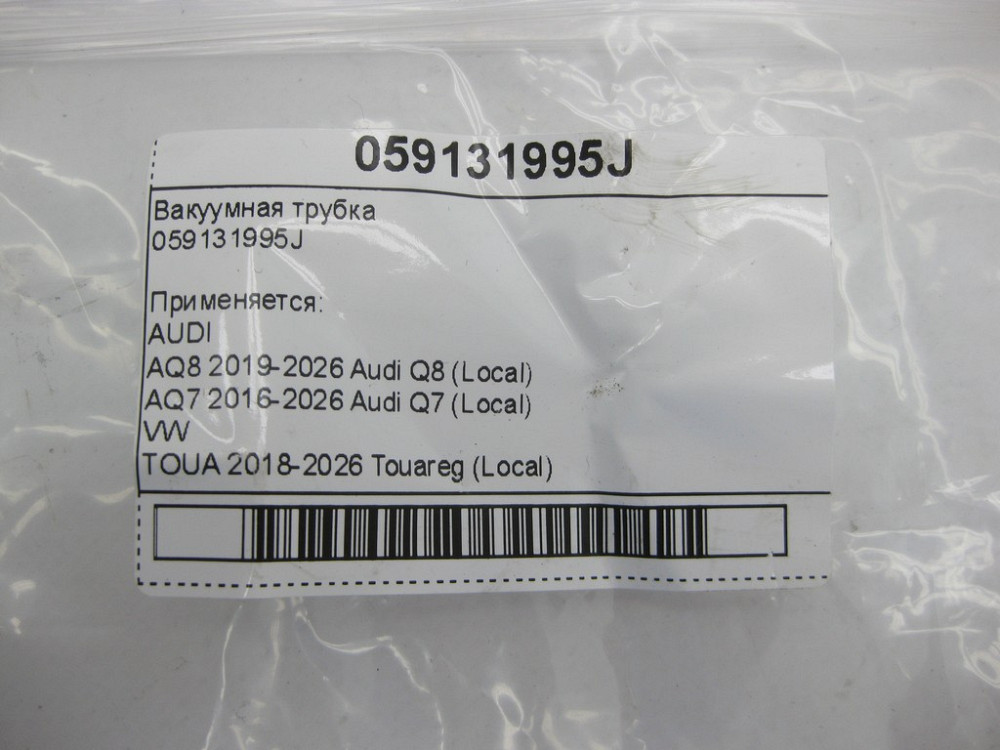 059131995J
Вакуумная трубка
059131995J
Применяется:
AUDI
AQ8 2019-2026 Audi Q8 (Local)
AQ7 2016-2026 Audi Q7 (Local)
VW
TOUA 2018-2026 Touareg (Local)